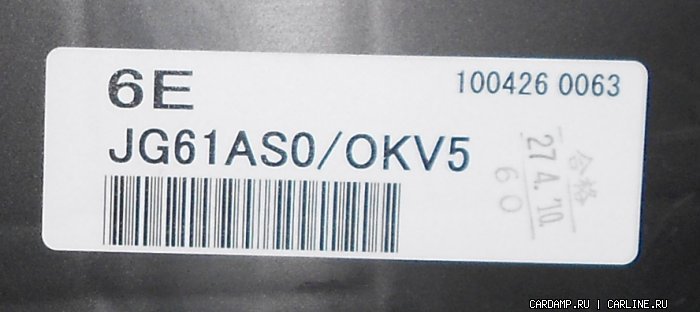 6E
100426 0063
JG61AS0/OKV5
合格
27.4.'10
60
CARDAMP.RU | CARLINE.RU